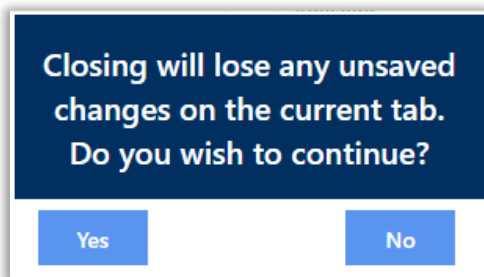 Closing will lose any unsaved
changes on the current tab.
Do you wish to continue?
Yes No